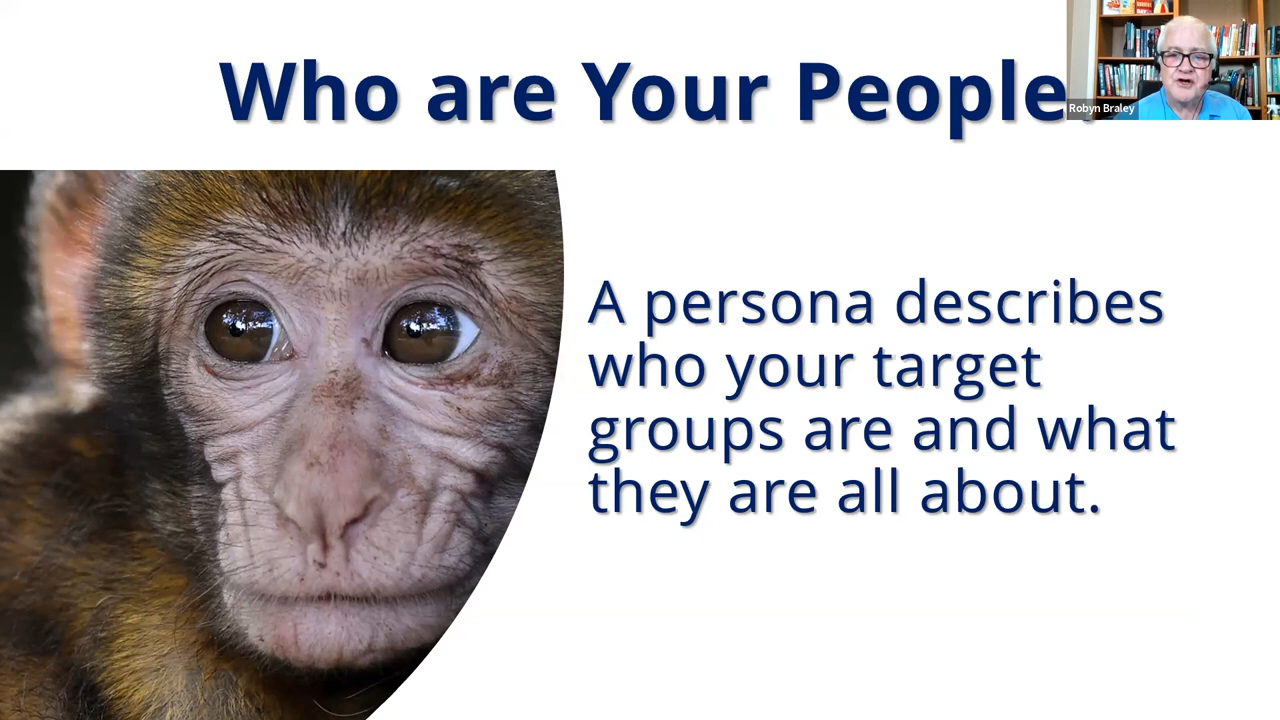 Who are Your People
Robyn Braley
A persona describes
who your target
groups are and what
they are all about.